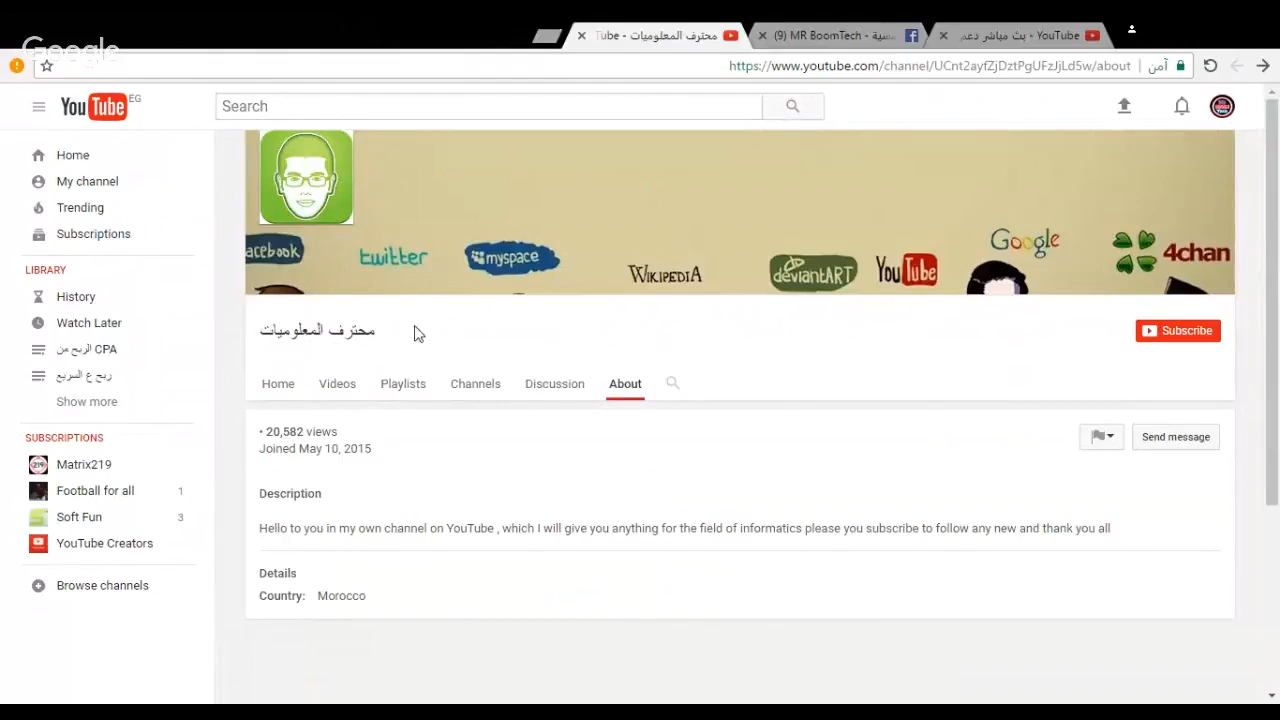 Google
محترف المعلوميات - Tube
(9) MR BoomTech - نسية
بث مباشر دعم - YouTube
https://www.youtube.com/channel/UCnt2ayfZjDztPgUFzJjLd5w/about
آمن
YouTube EG
Search
Home
My channel
Trending
Subscriptions
LIBRARY
History
Watch Later
الربح من CPA
ربح ع السريع
Show more
SUBSCRIPTIONS
Matrix219
Football for all 1
Soft Fun 3
YouTube Creators
Browse channels
acebook
twitter
myspace
WIKIPEDIA
deviantART
YouTube
Google
4chan
محترف المعلوميات
Subscribe
Home Videos Playlists Channels Discussion About
• 20,582 views
Joined May 10, 2015
Send message
Description
Hello to you in my own channel on YouTube , which I will give you anything for the field of informatics please you subscribe to follow any new and thank you all
Details
Country: Morocco